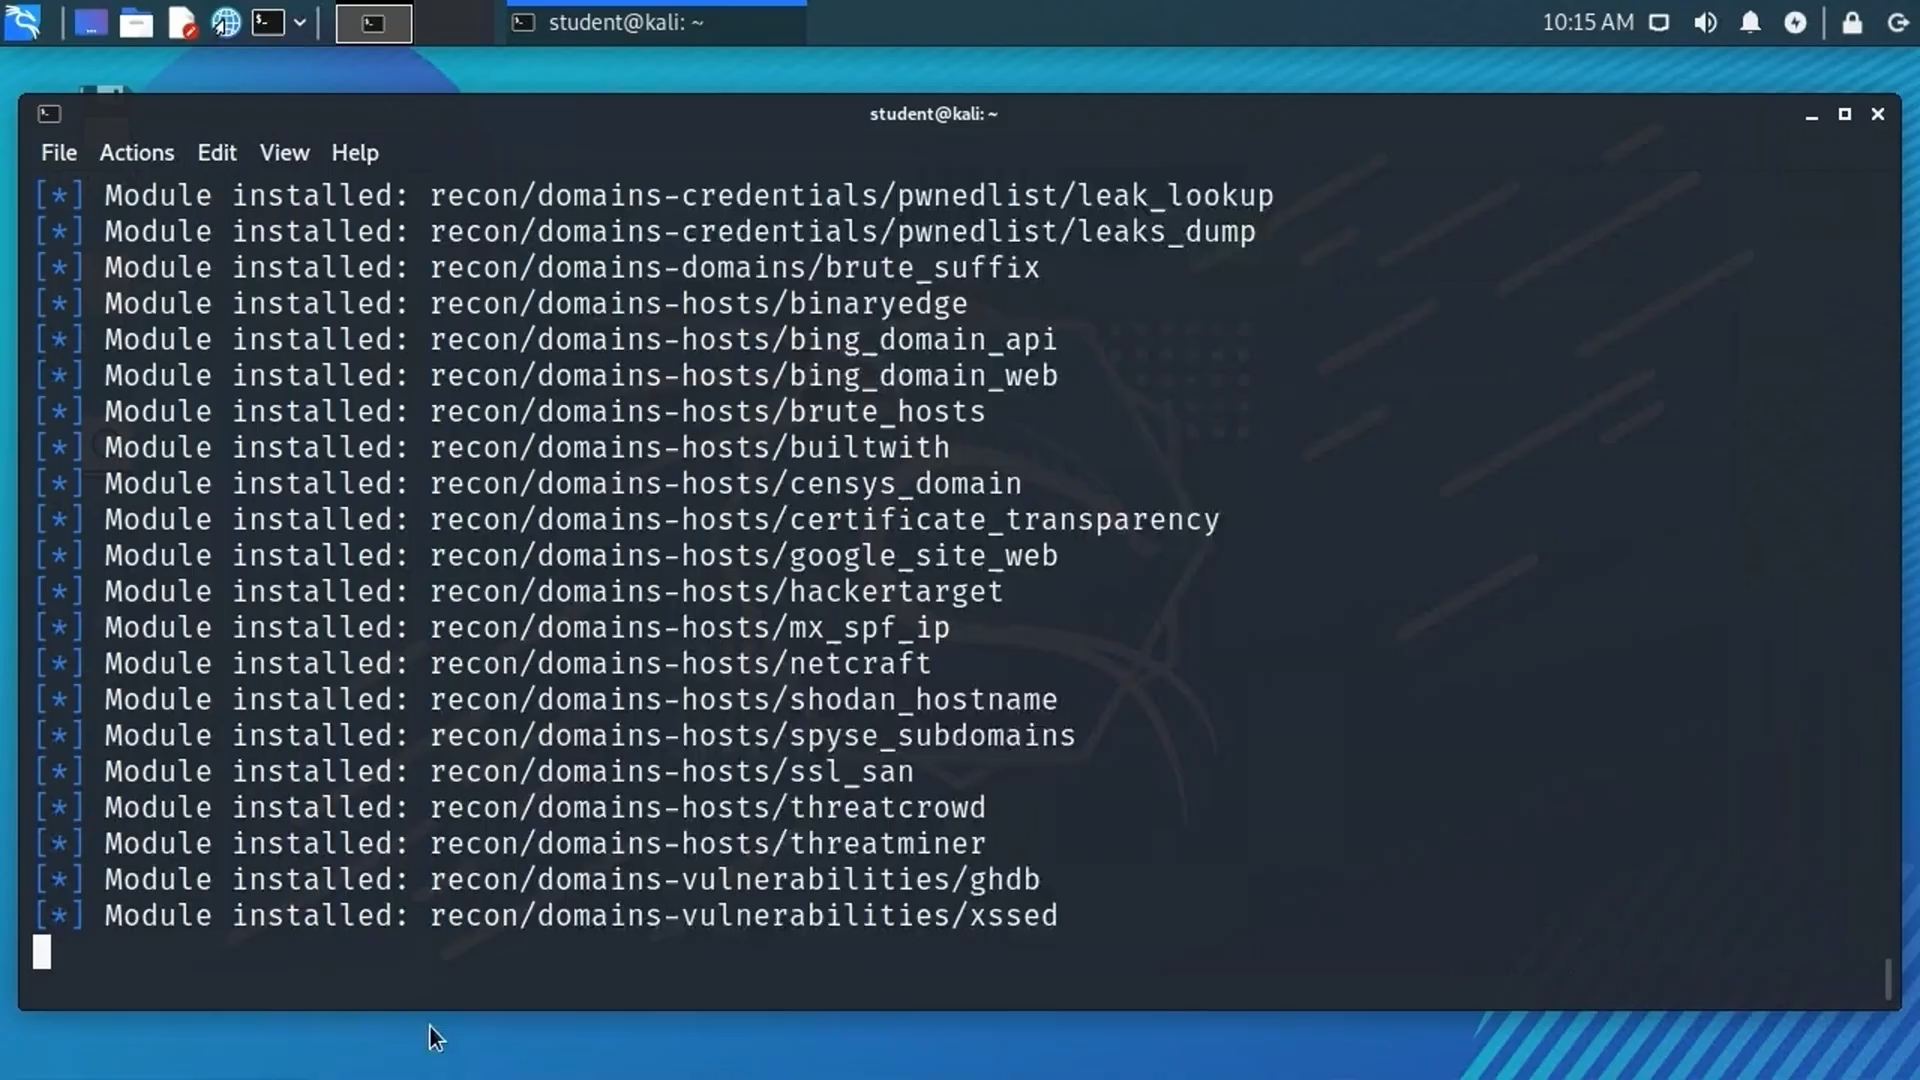 student@kali: ~
10:15 AM
student@kali: ~
File Actions Edit View Help
[*] Module installed: recon/domains-credentials/pwnedlist/leak_lookup
[*] Module installed: recon/domains-credentials/pwnedlist/leaks_dump
[*] Module installed: recon/domains-domains/brute_suffix
[*] Module installed: recon/domains-hosts/binaryedge
[*] Module installed: recon/domains-hosts/bing_domain_api
[*] Module installed: recon/domains-hosts/bing_domain_web
[*] Module installed: recon/domains-hosts/brute_hosts
[*] Module installed: recon/domains-hosts/builtwith
[*] Module installed: recon/domains-hosts/censys_domain
[*] Module installed: recon/domains-hosts/certificate_transparency
[*] Module installed: recon/domains-hosts/google_site_web
[*] Module installed: recon/domains-hosts/hackertarget
[*] Module installed: recon/domains-hosts/mx_spf_ip
[*] Module installed: recon/domains-hosts/netcraft
[*] Module installed: recon/domains-hosts/shodan_hostname
[*] Module installed: recon/domains-hosts/spyse_subdomains
[*] Module installed: recon/domains-hosts/ssl_san
[*] Module installed: recon/domains-hosts/threatcrowd
[*] Module installed: recon/domains-hosts/threatminer
[*] Module installed: recon/domains-vulnerabilities/ghdb
[*] Module installed: recon/domains-vulnerabilities/xssed